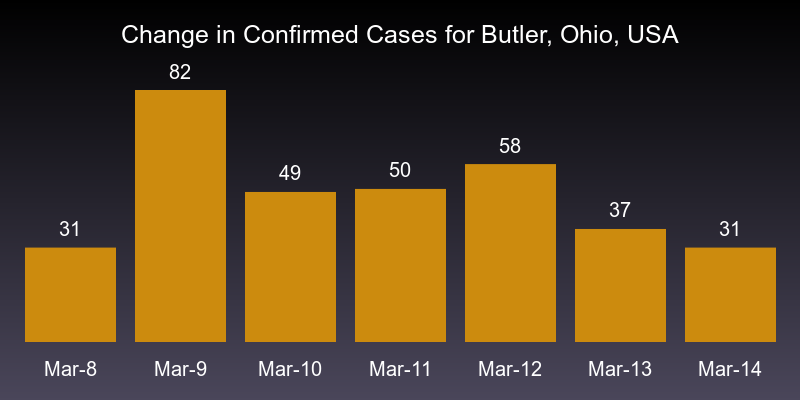 Change in Confirmed Cases for Butler, Ohio, USA
82
58
49
50
37
31
31
Mar-8
Mar-9
Mar-10
Mar-11
Mar-12
Mar-13
Mar-14